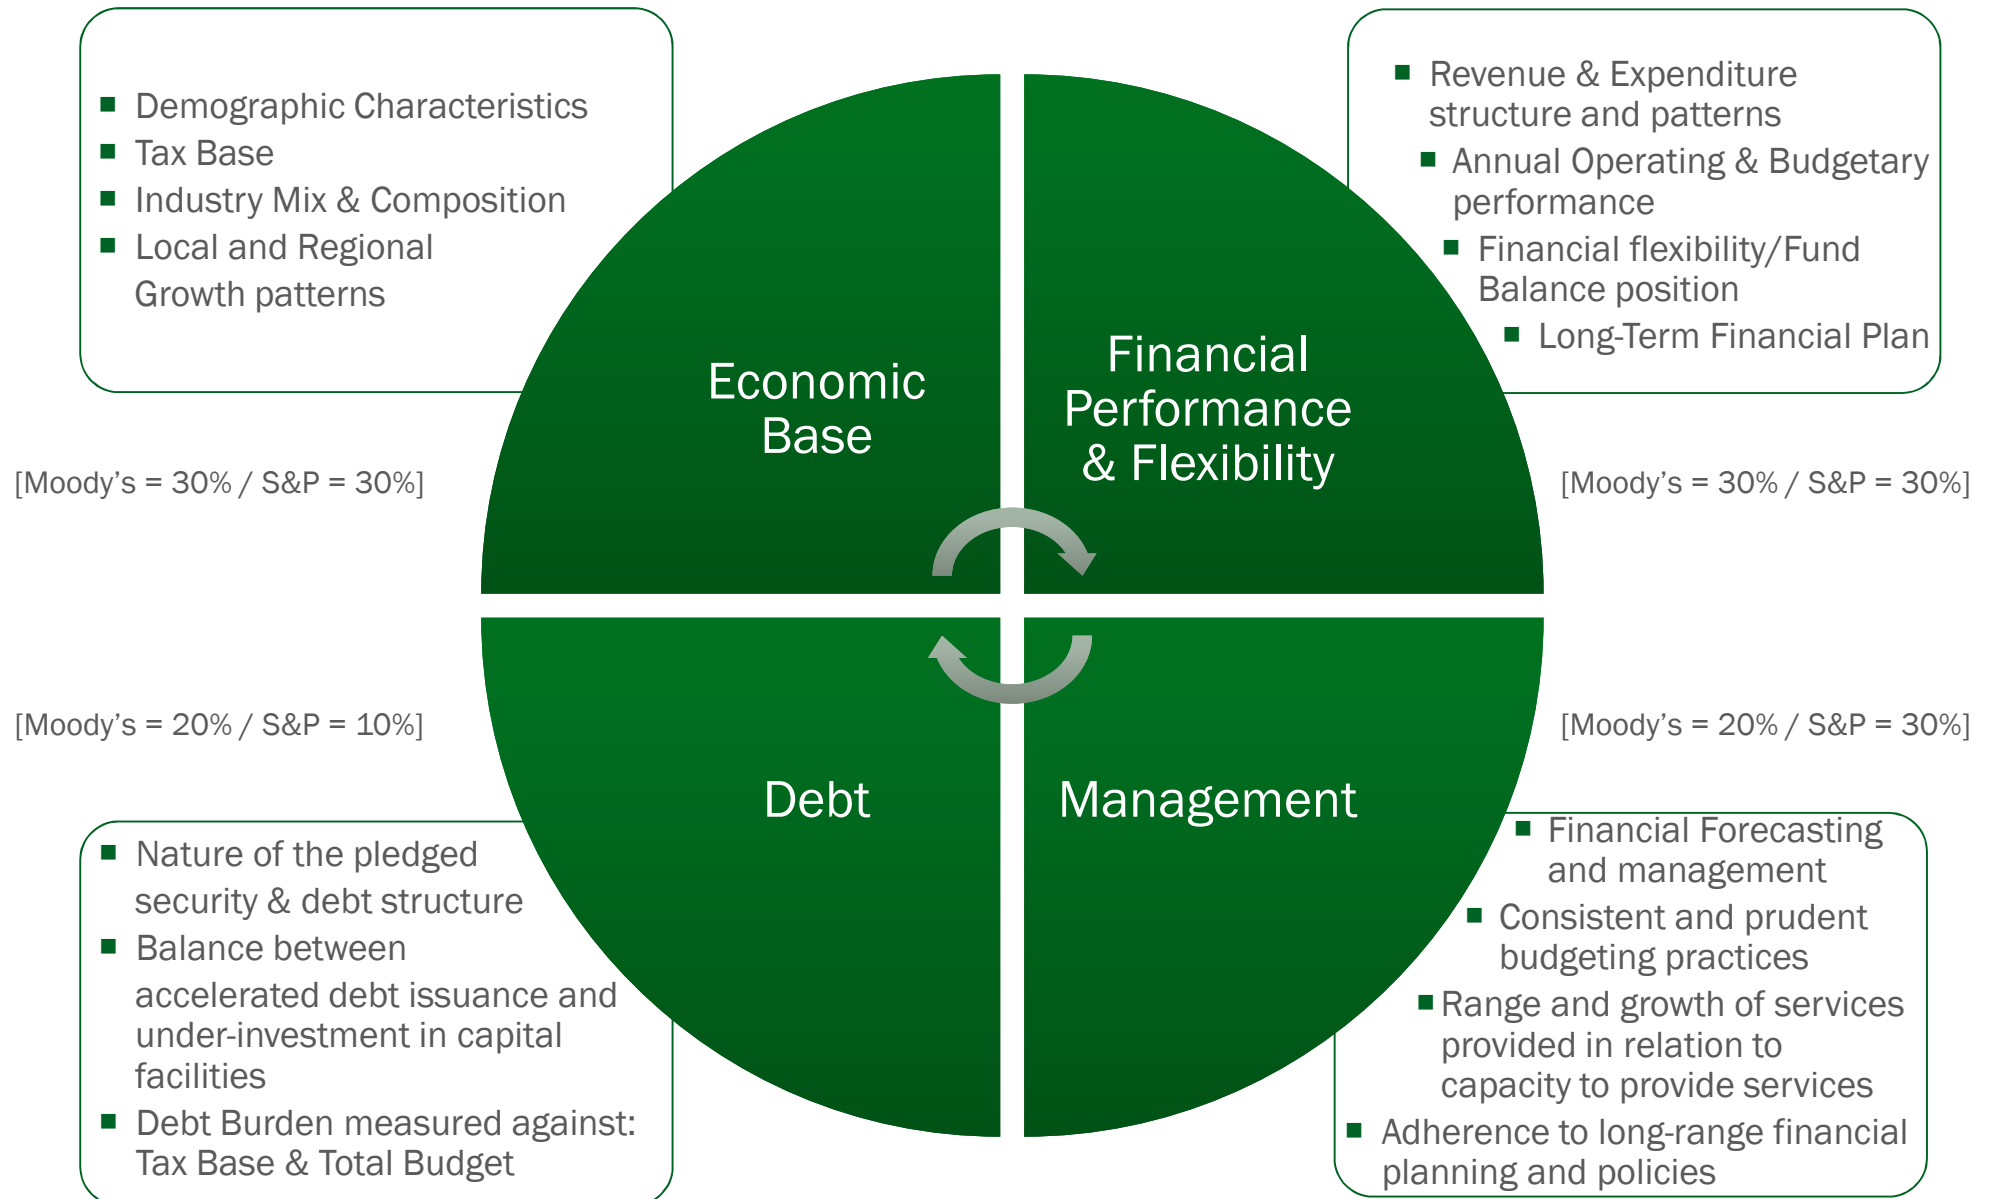 ■ Demographic Characteristics
■ Tax Base
■ Industry Mix & Composition
■ Local and Regional
Growth patterns
■ Revenue & Expenditure
structure and patterns
■ Annual Operating & Budgetary
performance
■ Financial flexibility/Fund
Balance position
■ Long-Term Financial Plan
Economic
Base
Financial
Performance
& Flexibility
[Moody’s = 30% / S&P = 30%]
[Moody’s = 30% / S&P = 30%]
[Moody’s = 20% / S&P = 10%]
[Moody’s = 20% / S&P = 30%]
Debt
Management
■ Nature of the pledged
security & debt structure
■ Balance between
accelerated debt issuance and
under-investment in capital
facilities
■ Debt Burden measured against:
Tax Base & Total Budget
■ Financial Forecasting
and management
■ Consistent and prudent
budgeting practices
■ Range and growth of services
provided in relation to
capacity to provide services
■ Adherence to long-range financial
planning and policies